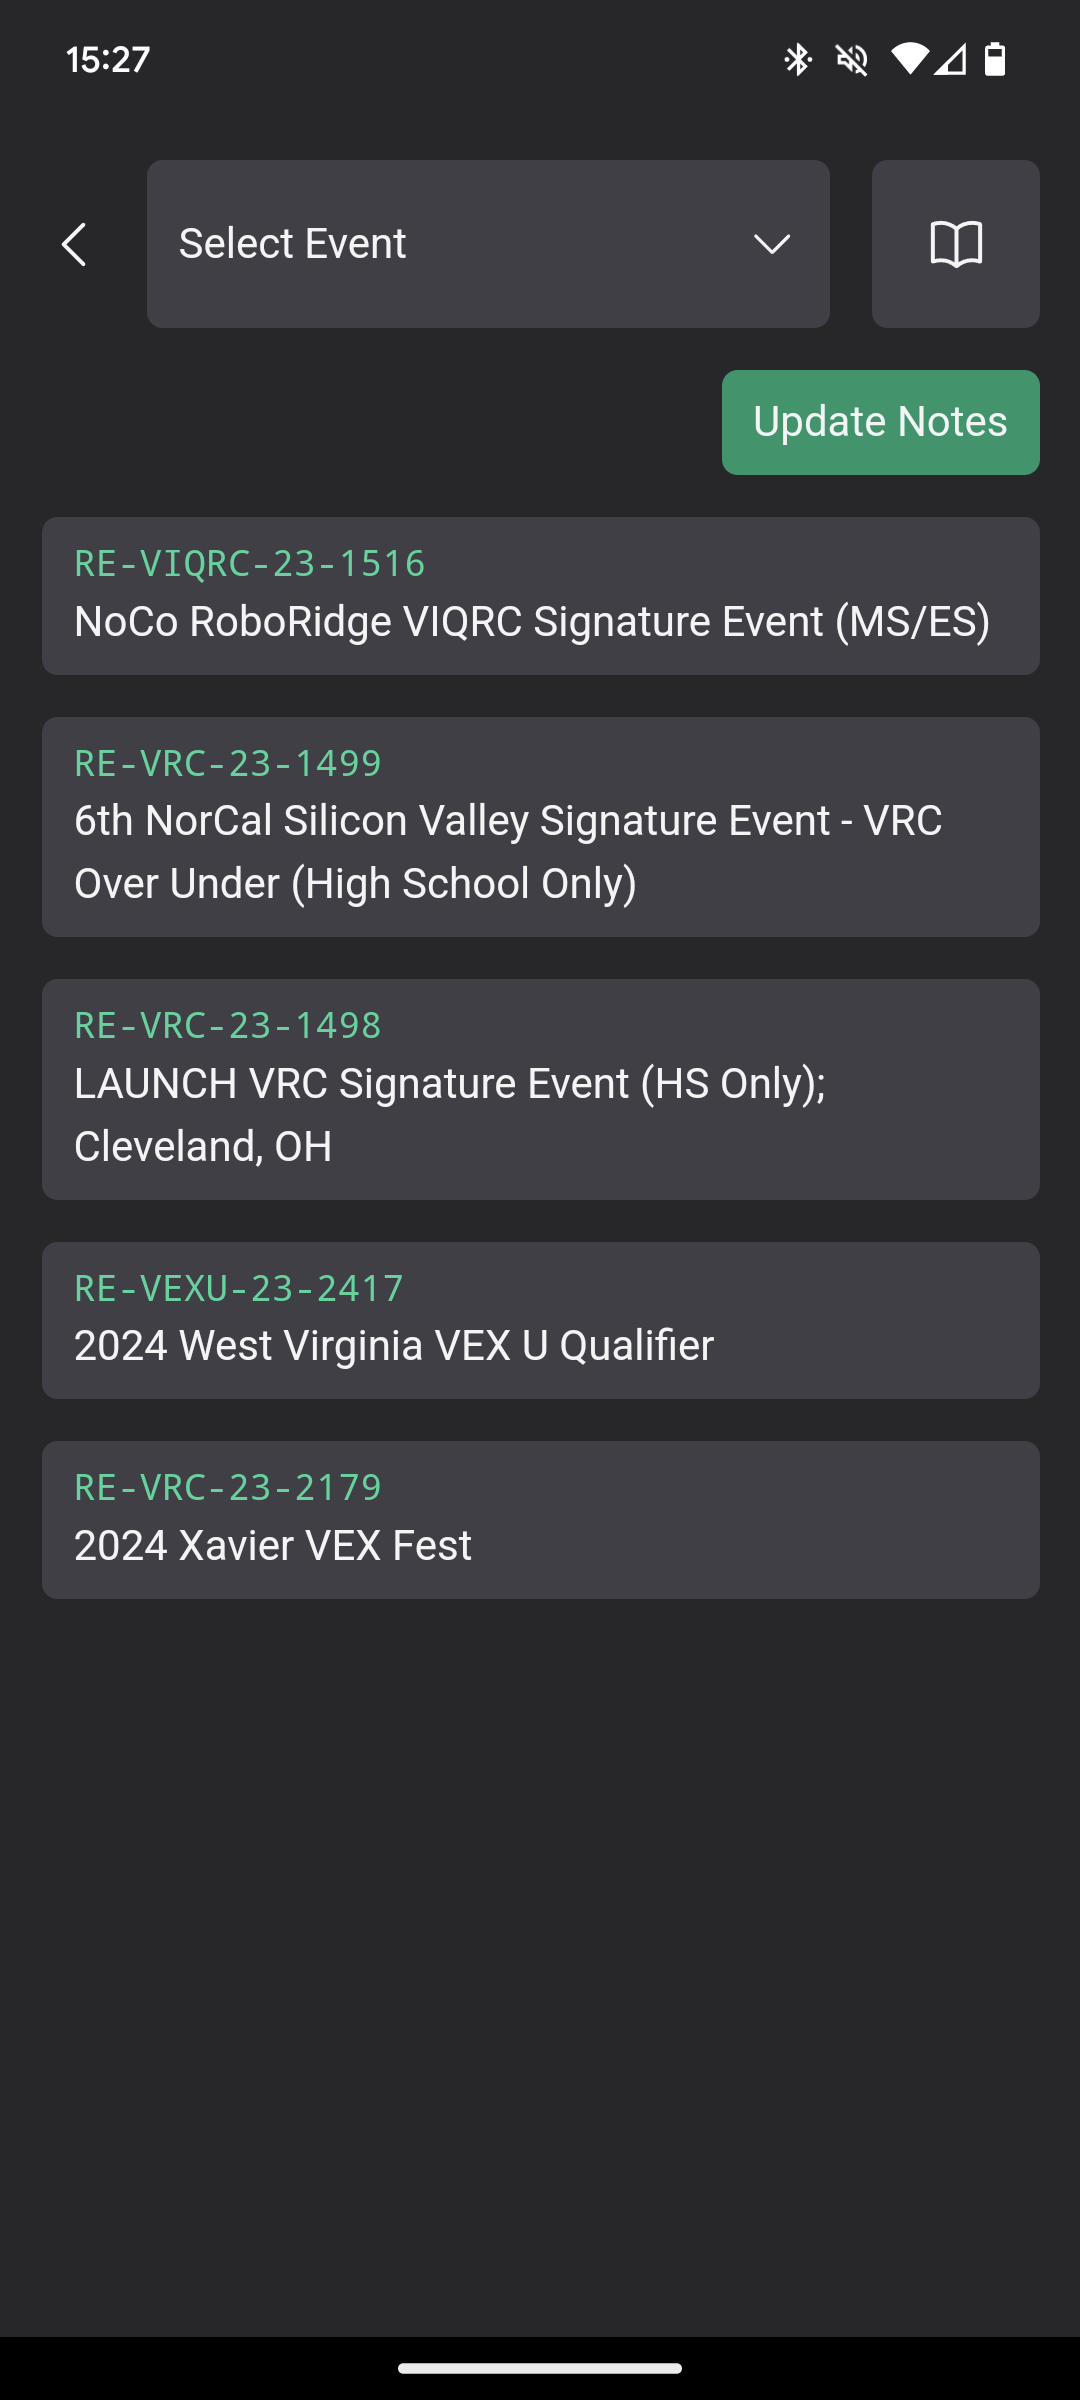 15:27
Select Event
Update Notes
RE-VIQRC-23-1516
NoCo RoboRidge VIQRC Signature Event (MS/ES)
RE-VRC-23-1499
6th NorCal Silicon Valley Signature Event - VRC
Over Under (High School Only)
RE-VRC-23-1498
LAUNCH VRC Signature Event (HS Only);
Cleveland, OH
RE-VEXU-23-2417
2024 West Virginia VEX U Qualifier
RE-VRC-23-2179
2024 Xavier VEX Fest